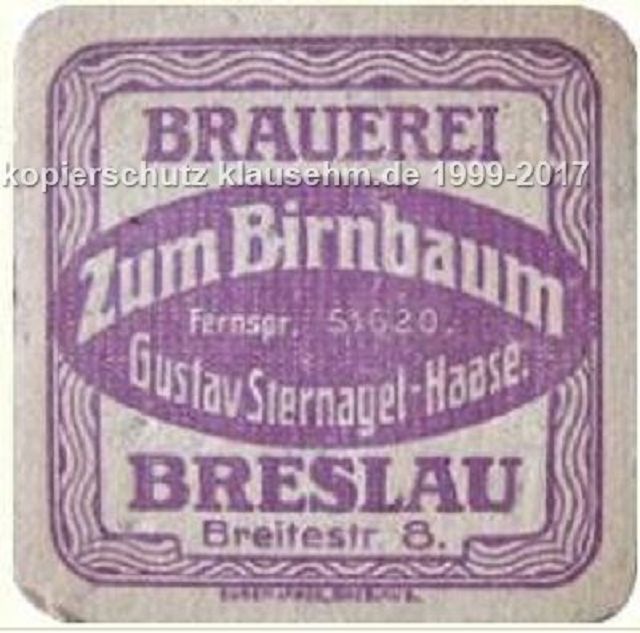 BRAUEREI
kopierschutz klausehm.de 1999-2017
Zum Birnbaum
Fernspr. 51620.
Gustav Sternagel-Haase.
BRESLAU
Breitestr. 8.